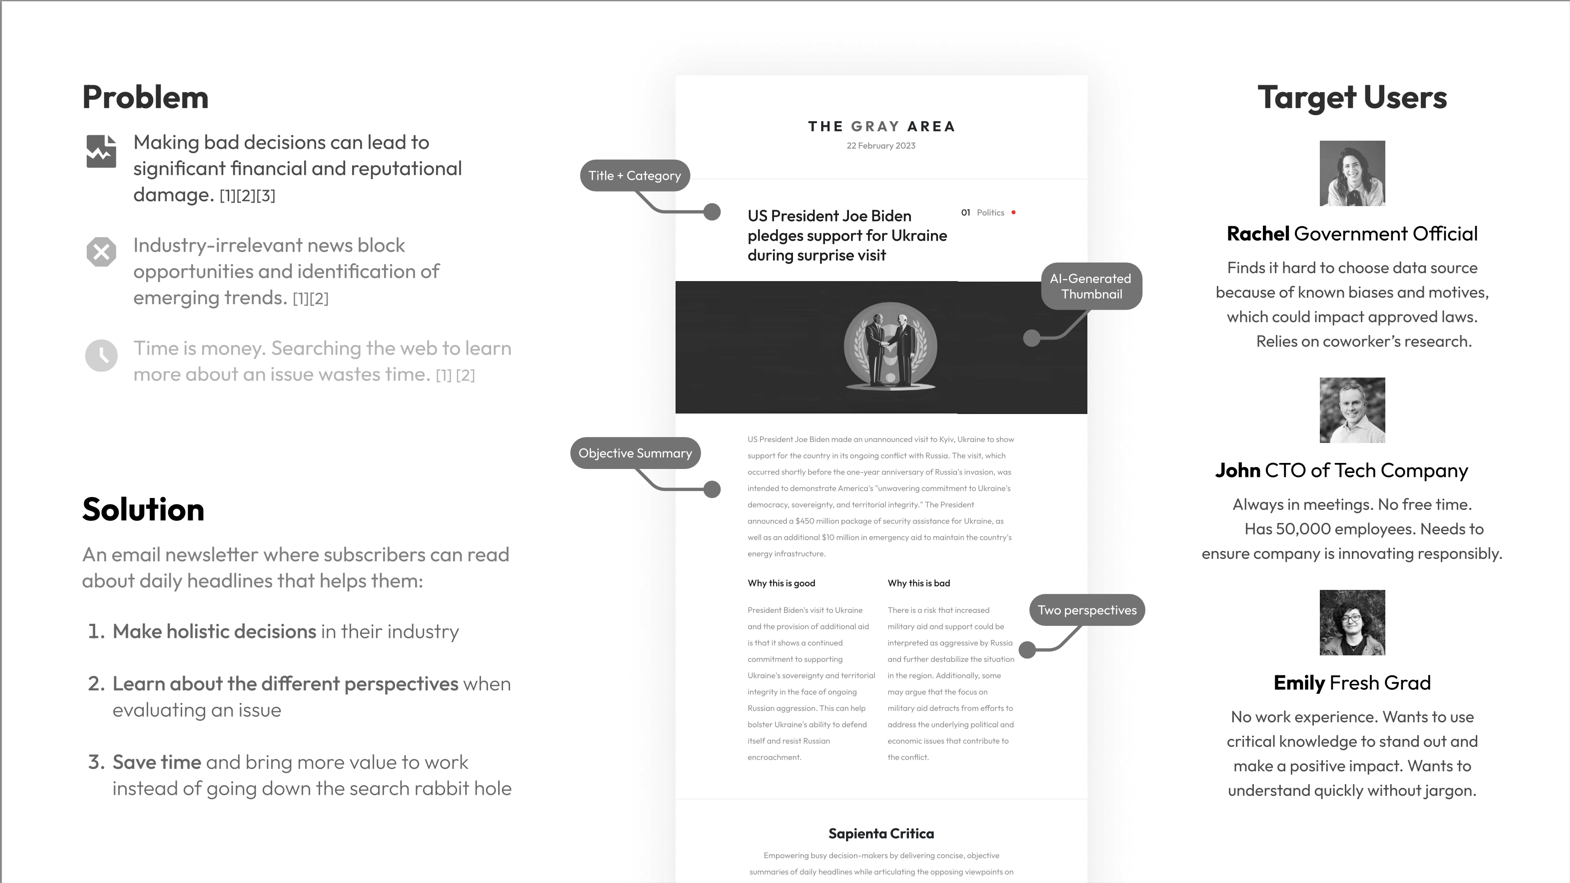 Problem
Making bad decisions can lead to
significant financial and reputational
damage. [1][2][3]
Industry-irrelevant news block
opportunities and identification of
emerging trends. [1][2]
Time is money. Searching the web to learn
more about an issue wastes time. [1] [2]
Solution
An email newsletter where subscribers can read
about daily headlines that helps them:
1. Make holistic decisions in their industry
2. Learn about the different perspectives when
evaluating an issue
3. Save time and bring more value to work
instead of going down the search rabbit hole
THE GRAY AREA
22 February 2023
Title + Category
US President Joe Biden
pledges support for Ukraine
during surprise visit
01 Politics
AI-Generated
Thumbnail
Objective Summary
US President Joe Biden made an unannounced visit to Kyiv, Ukraine to show
support for the country in its ongoing conflict with Russia. The visit, which
occurred shortly before the one-year anniversary of Russia's invasion, was
intended to demonstrate America's "unwavering commitment to Ukraine's
democracy, sovereignty, and territorial integrity." The President
announced a $450 million package of security assistance for Ukraine, as
well as an additional $10 million in emergency aid to maintain the country's
energy infrastructure.
Why this is good
President Biden's visit to Ukraine
and the provision of additional aid
is that it shows a continued
commitment to supporting
Ukraine's sovereignty and territorial
integrity in the face of ongoing
Russian aggression. This can help
bolster Ukraine's ability to defend
itself and resist Russian
encroachment.
Why this is bad
There is a risk that increased
military aid and support could be
interpreted as aggressive by Russia
and further destabilize the situation
in the region. Additionally, some
may argue that the focus on
military aid detracts from efforts to
address the underlying political and
economic issues that contribute to
the conflict.
Two perspectives
Sapienta Critica
Empowering busy decision-makers by delivering concise, objective
summaries of daily headlines while articulating the opposing viewpoints on
Target Users
Rachel Government Official
Finds it hard to choose data source
because of known biases and motives,
which could impact approved laws.
Relies on coworker's research.
John CTO of Tech Company
Always in meetings. No free time.
Has 50,000 employees. Needs to
ensure company is innovating responsibly.
Emily Fresh Grad
No work experience. Wants to use
critical knowledge to stand out and
make a positive impact. Wants to
understand quickly without jargon.